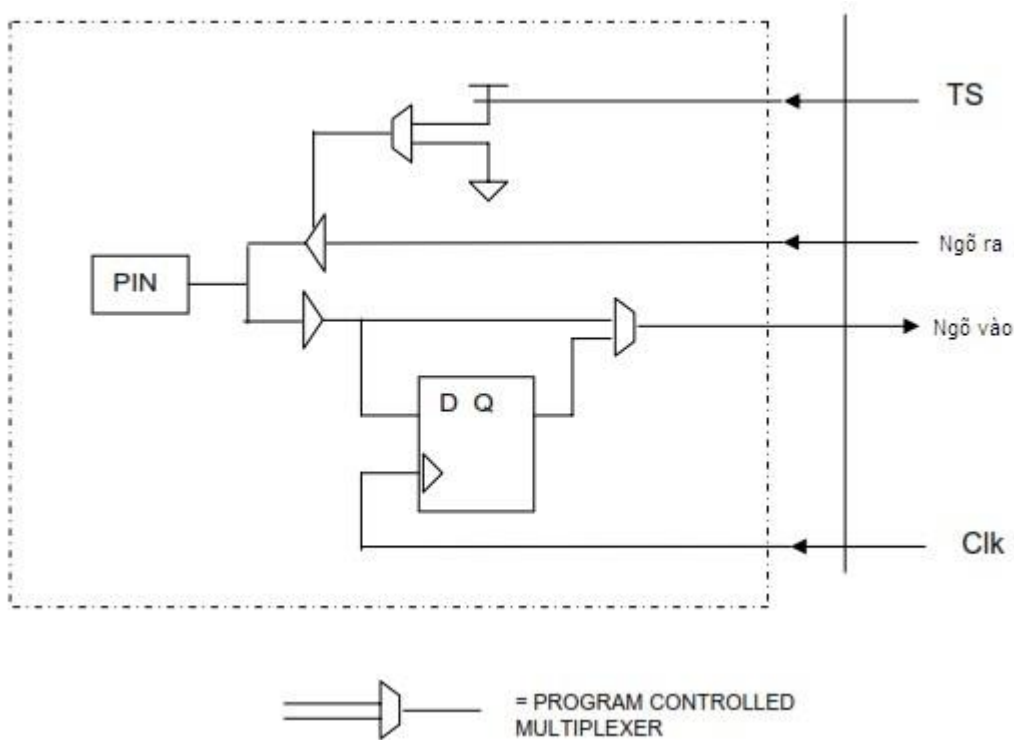 TS
Ngõ ra
PIN
Ngõ vào
D Q
Clk
= PROGRAM CONTROLLED
MULTIPLEXER